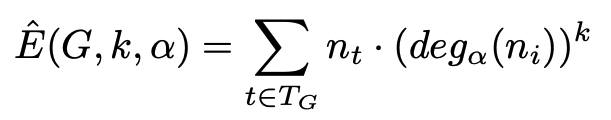 Ê(G, k, α) = ∑_{t∈T_G} n_t · (deg_α(n_i))^k